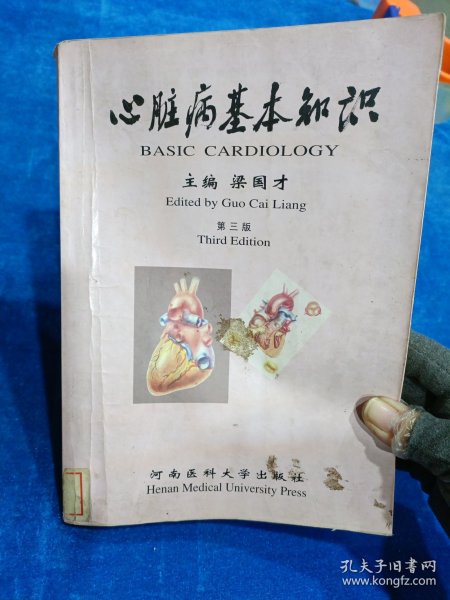 心脏病基本知识
BASIC CARDIOLOGY
主编 梁国才
Edited by Guo Cai Liang
第三版
Third Edition
河南医科大学出版社
Henan Medical University Press
孔夫子旧书网
www.kongfz.com